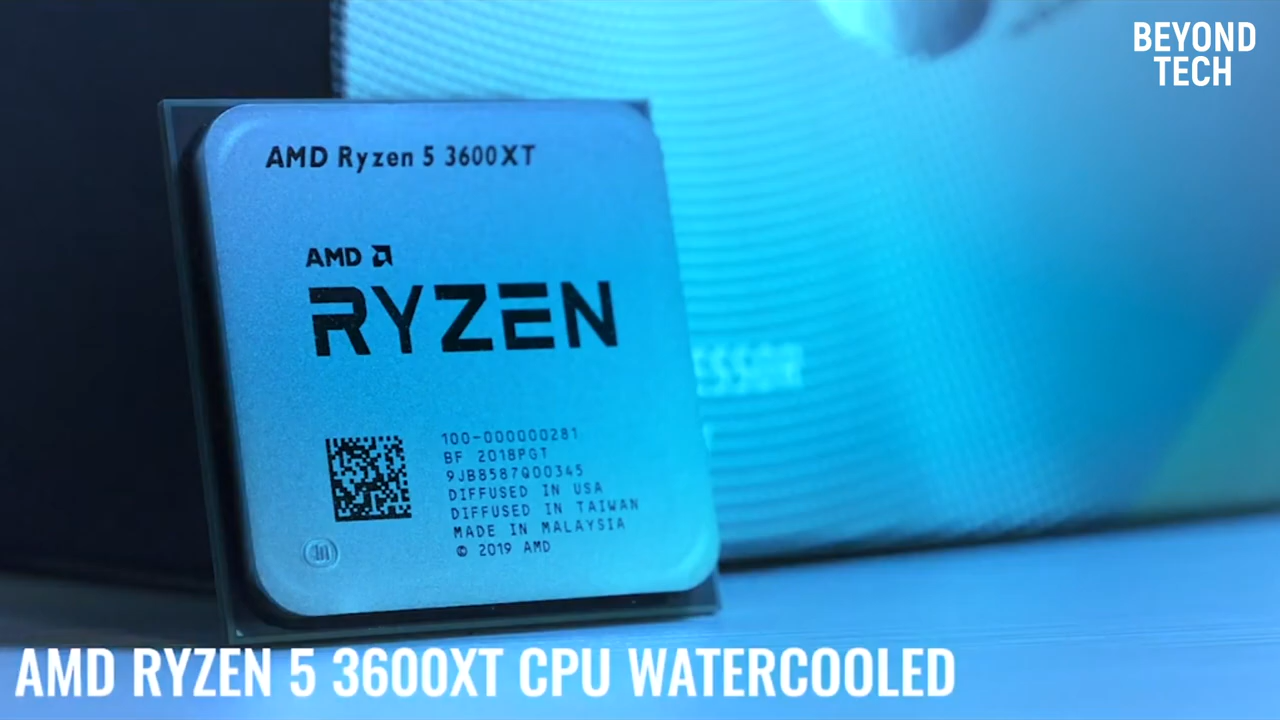 BEYOND
TECH
AMD Ryzen 5 3600XT
AMD
RYZEN
ESSOR
100-000000281
BF 2018PGT
9JB8587Q00345
DIFFUSED IN USA
DIFFUSED IN TAIWAN
MADE IN MALAYSIA
© 2019 AMD
AMD RYZEN 5 3600XT CPU WATERCOOLED